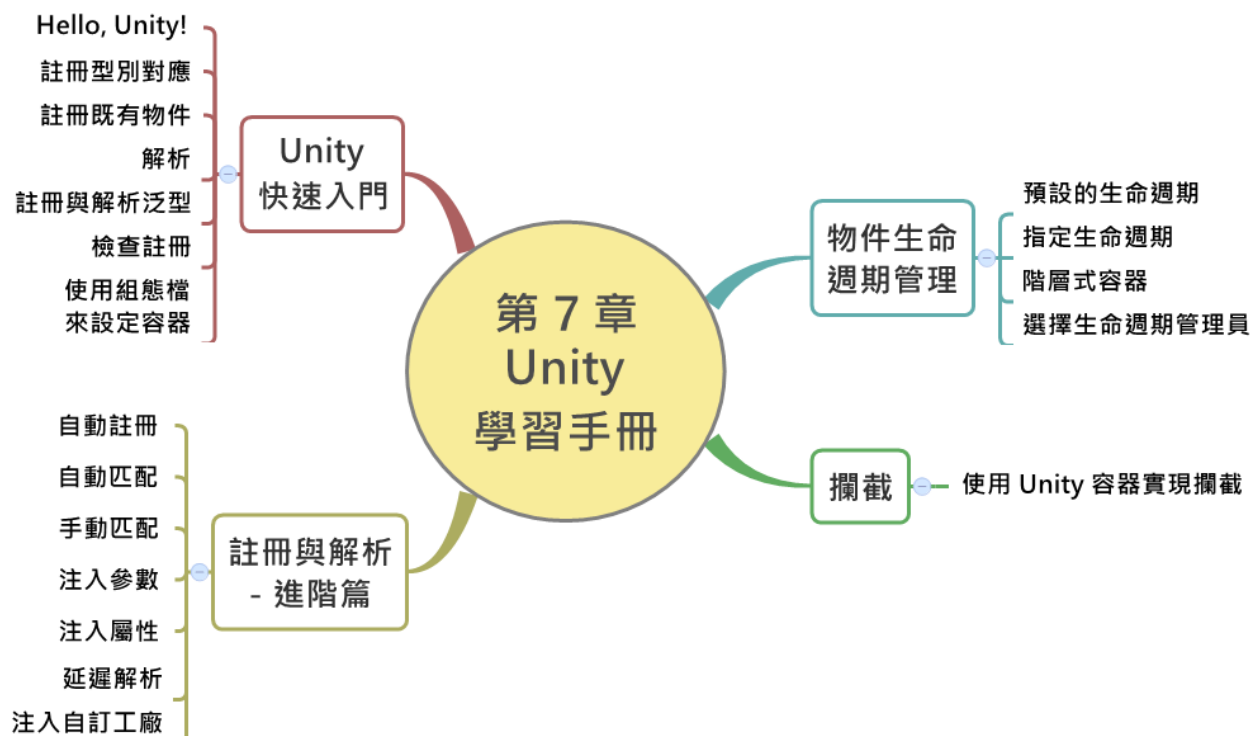 第 7 章
Unity
學習手冊
Unity
快速入門
Hello, Unity!
註冊型別對應
註冊既有物件
解析
註冊與解析泛型
檢查註冊
使用組態檔
來設定容器
註冊與解析
- 進階篇
自動註冊
自動匹配
手動匹配
注入參數
注入屬性
延遲解析
注入自訂工廠
物件生命
週期管理
預設的生命週期
指定生命週期
階層式容器
選擇生命週期管理員
攔截
使用 Unity 容器實現攔截